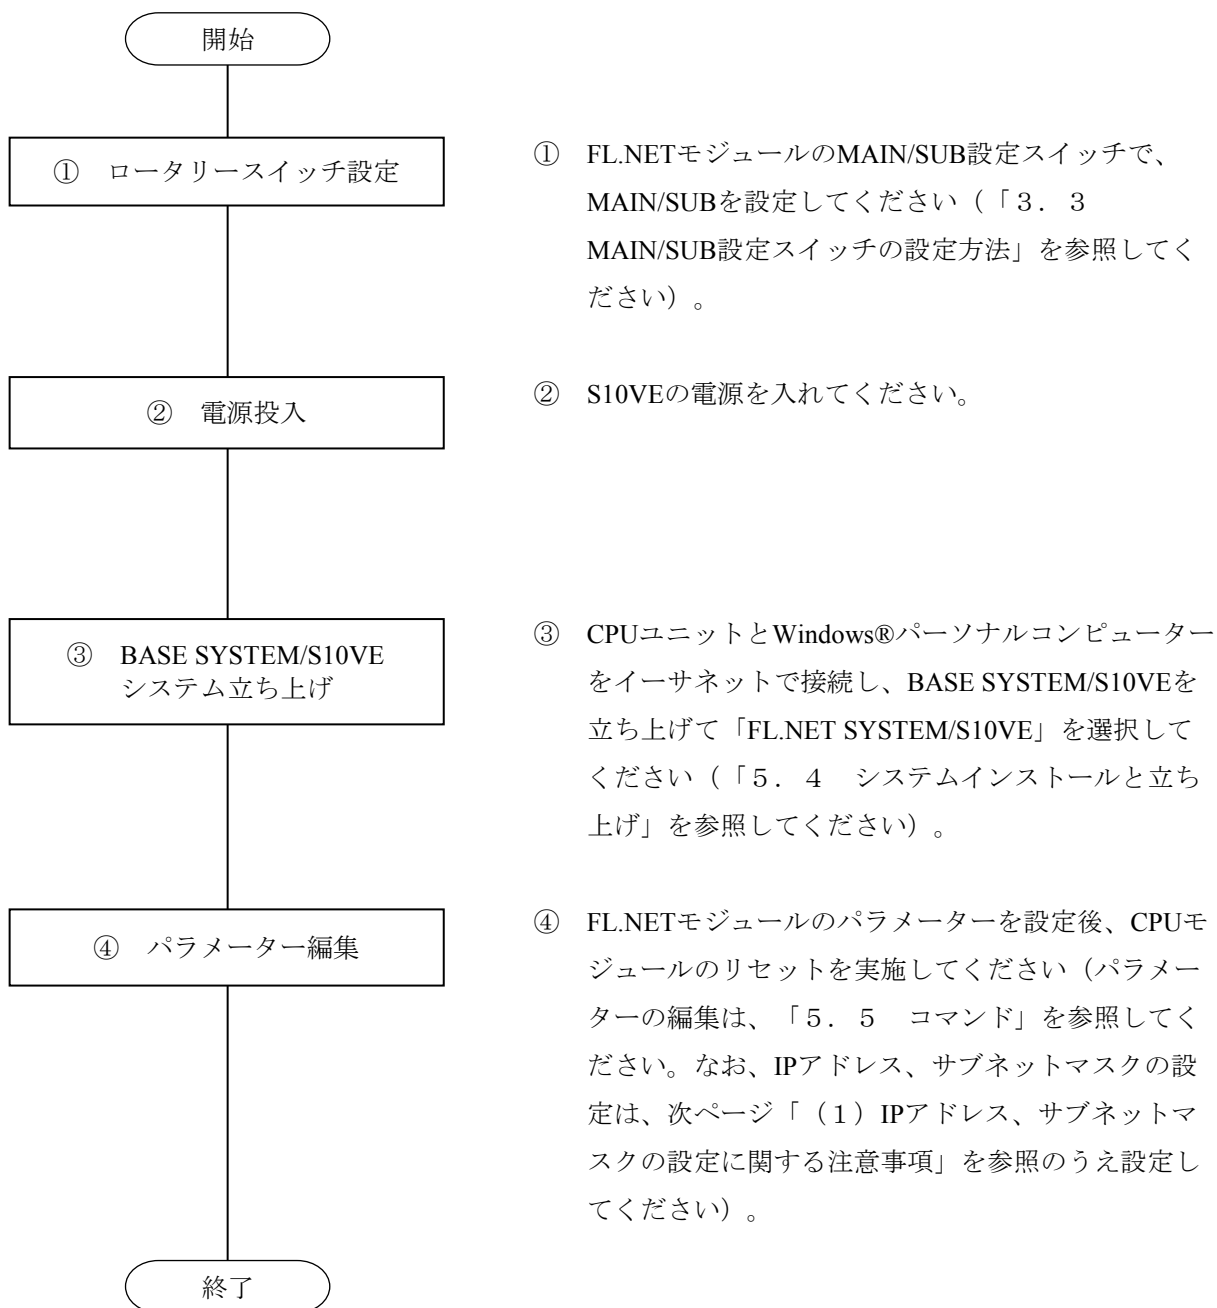 開始
① ロータリースイッチ設定
① FL.NETモジュールのMAIN/SUB設定スイッチで、
MAIN/SUBを設定してください（「３．３
MAIN/SUB設定スイッチの設定方法」を参照してく
ださい）。
② 電源投入
② S10VEの電源を入れてください。
③ BASE SYSTEM/S10VE
システム立ち上げ
③ CPUユニットとWindows®パーソナルコンピューター
をイーサネットで接続し、BASE SYSTEM/S10VEを
立ち上げて「FL.NET SYSTEM/S10VE」を選択して
ください（「５．４　システムインストールと立ち
上げ」を参照してください）。
④ パラメーター編集
④ FL.NETモジュールのパラメーターを設定後、CPUモ
ジュールのリセットを実施してください（パラメー
ターの編集は、「５．５　コマンド」を参照してく
ださい。なお、IPアドレス、サブネットマスクの設
定は、次ページ「（１）IPアドレス、サブネットマ
スクの設定に関する注意事項」を参照のうえ設定し
てください）。
終了